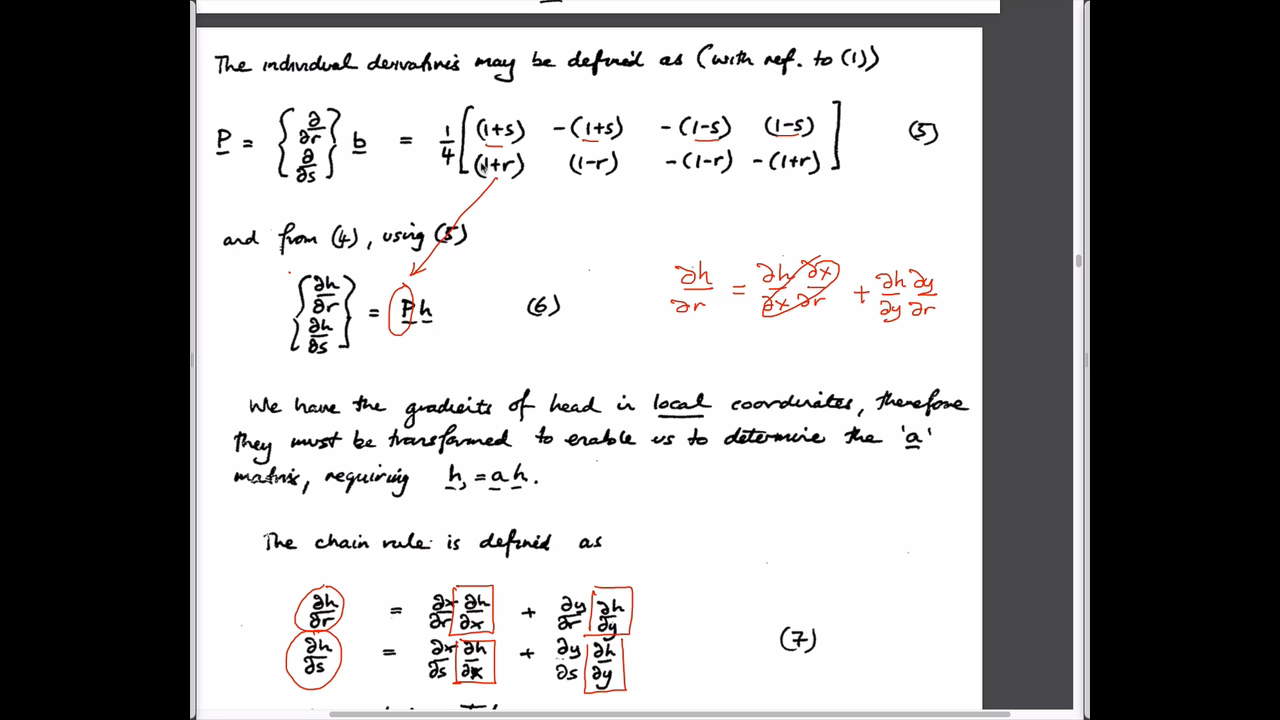 The individual derivatives may be defined as (with ref. to (1))
P = { ∂/∂r ∂/∂s } b = 1/4 [ (1+s) -(1+s) -(1-s) (1-s)
(1+r) (1-r) -(1-r) -(1+r) ] (5)
and from (4), using (5)
{ ∂h/∂r ∂h/∂s } = P h (6)
∂h/∂r = ∂h/∂x ∂x/∂r + ∂h/∂y ∂y/∂r
We have the gradients of head in local coordinates, therefore
they must be transformed to enable us to determine the 'a'
matrix, requiring h, = a h.
The chain rule is defined as
∂h/∂r = ∂x/∂r ∂h/∂x + ∂y/∂r ∂h/∂y
∂h/∂s = ∂x/∂s ∂h/∂x + ∂y/∂s ∂h/∂y (7)